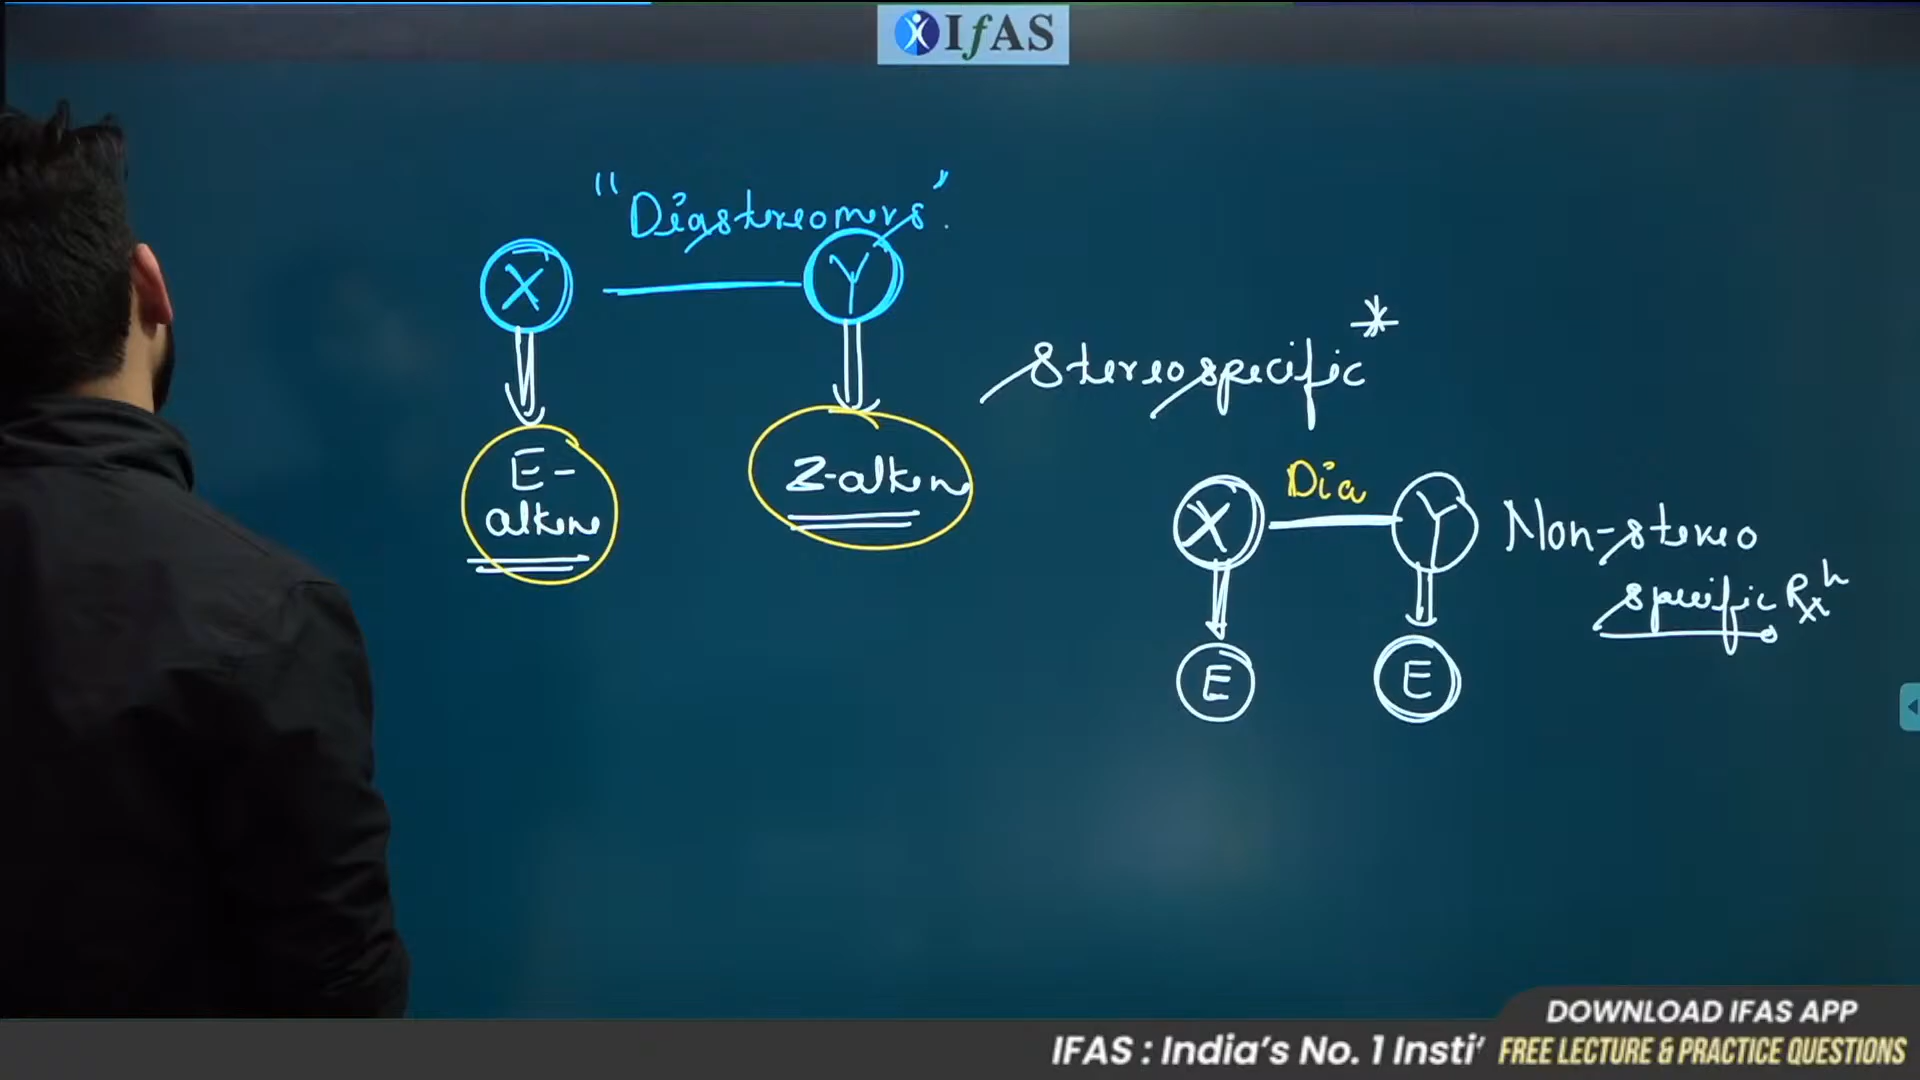 IfAS
"Diastereomers".
X
Y
Stereospecific*
E-
alkene
Z-alkene
X
Dia
Y
Non-stereo
specific Rxn
E
E
DOWNLOAD IFAS APP
IFAS : India's No. 1 Insti
FREE LECTURE & PRACTICE QUESTIONS